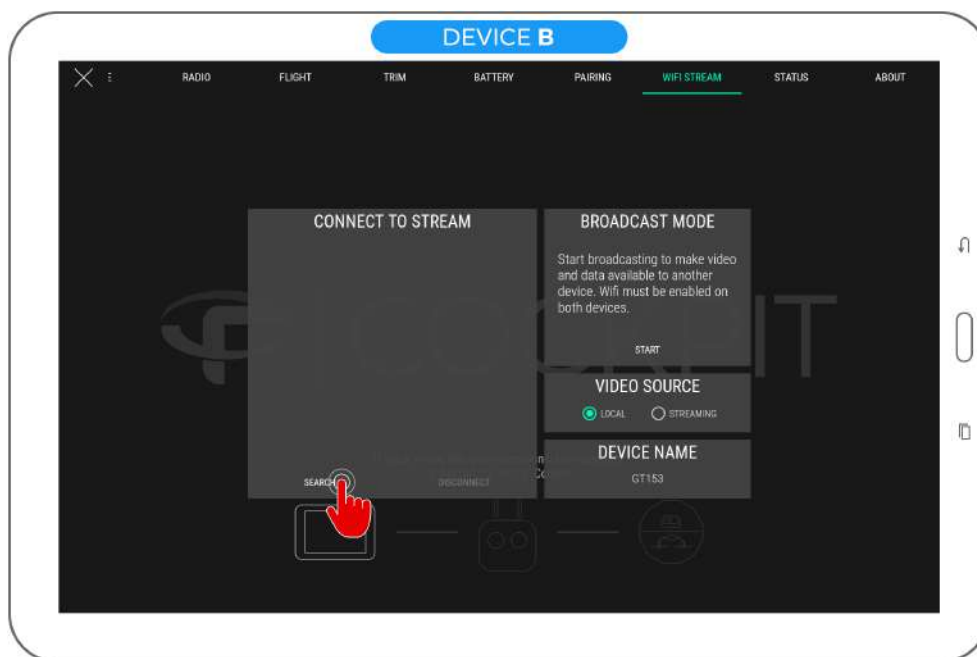 DEVICE B
RADIO FLIGHT TRIM BATTERY PAIRING WIFI STREAM STATUS ABOUT
CONNECT TO STREAM
SEARCH DISCONNECT
BROADCAST MODE
Start broadcasting to make video
and data available to another
device. Wifi must be enabled on
both devices.
START
VIDEO SOURCE
LOCAL STREAMING
DEVICE NAME
GT153
COCKPIT